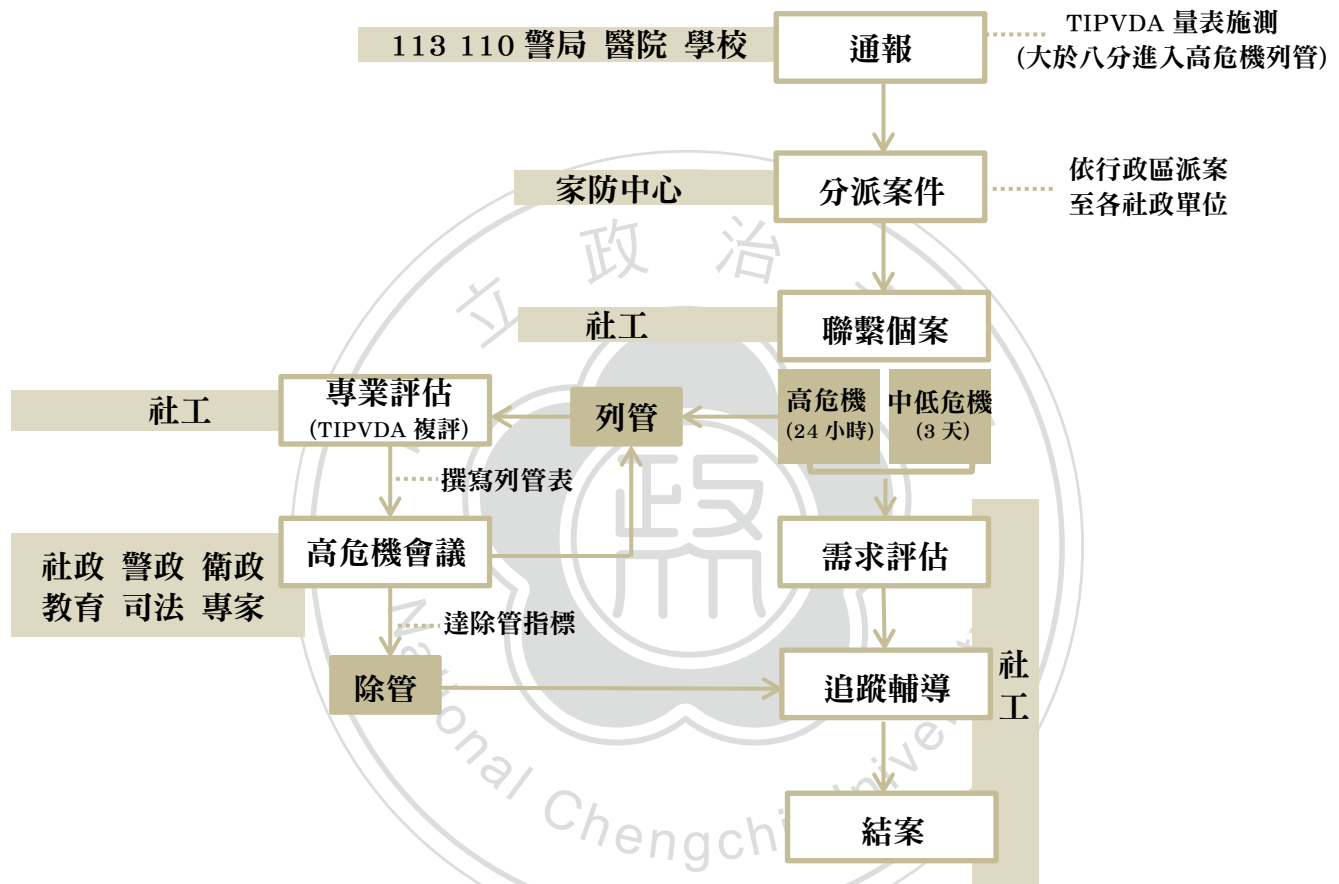 113 110 警局 醫院 學校
通報
TIPVDA 量表施測
(大於八分進入高危機列管)
家防中心
分派案件
依行政區派案
至各社政單位
社工
聯繫個案
社工
專業評估
(TIPVDA 複評)
列管
高危機
(24 小時)
中低危機
(3 天)
撰寫列管表
社政 警政 衛政
教育 司法 專家
高危機會議
需求評估
達除管指標
除管
追蹤輔導
社
工
結案
立政治
政
National Chengchi University